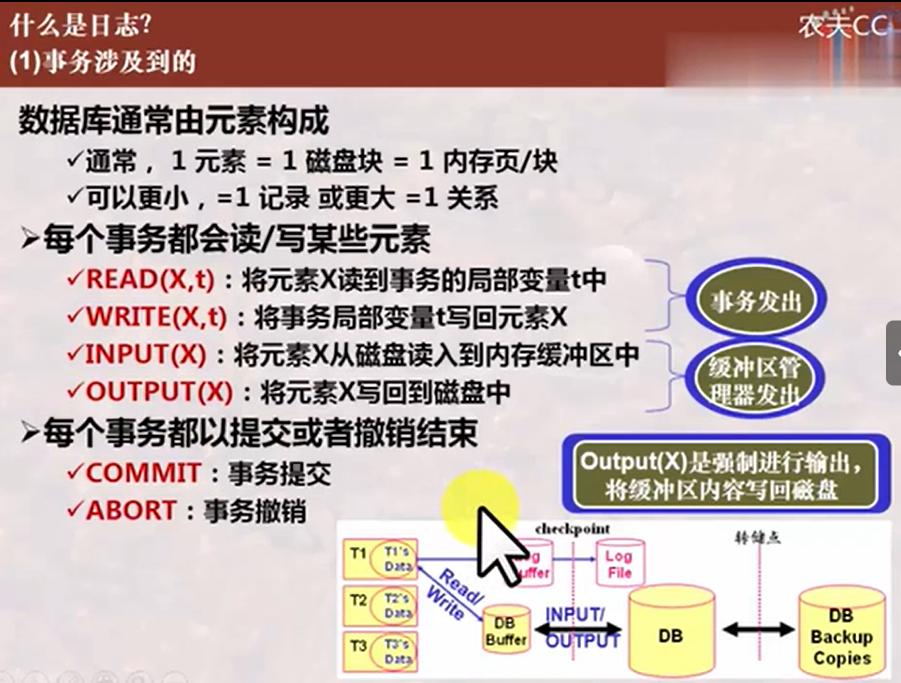 什么是日志?
农夫CC
(1)事务涉及到的
数据库通常由元素构成
✓通常，1 元素 = 1 磁盘块 = 1 内存页/块
✓可以更小，=1 记录 或更大 =1 关系
➢每个事务都会读/写某些元素
✓READ(X,t)：将元素X读到事务的局部变量t中
✓WRITE(X,t)：将事务局部变量t写回元素X
事务发出
✓INPUT(X)：将元素X从磁盘读入到内存缓冲区中
✓OUTPUT(X)：将元素X写回到磁盘中
缓冲区管
理器发出
➢每个事务都以提交或者撤销结束
✓COMMIT：事务提交
✓ABORT：事务撤销
Output(X)是强制进行输出，
将缓冲区内容写回磁盘
checkpoint
转储点
T1
T1's
Data
Log
File
Read/
Write
T2
T2's
Data
DB
Buffer
INPUT/
OUTPUT
DB
DB
Backup
Copies
T3
T3's
Data